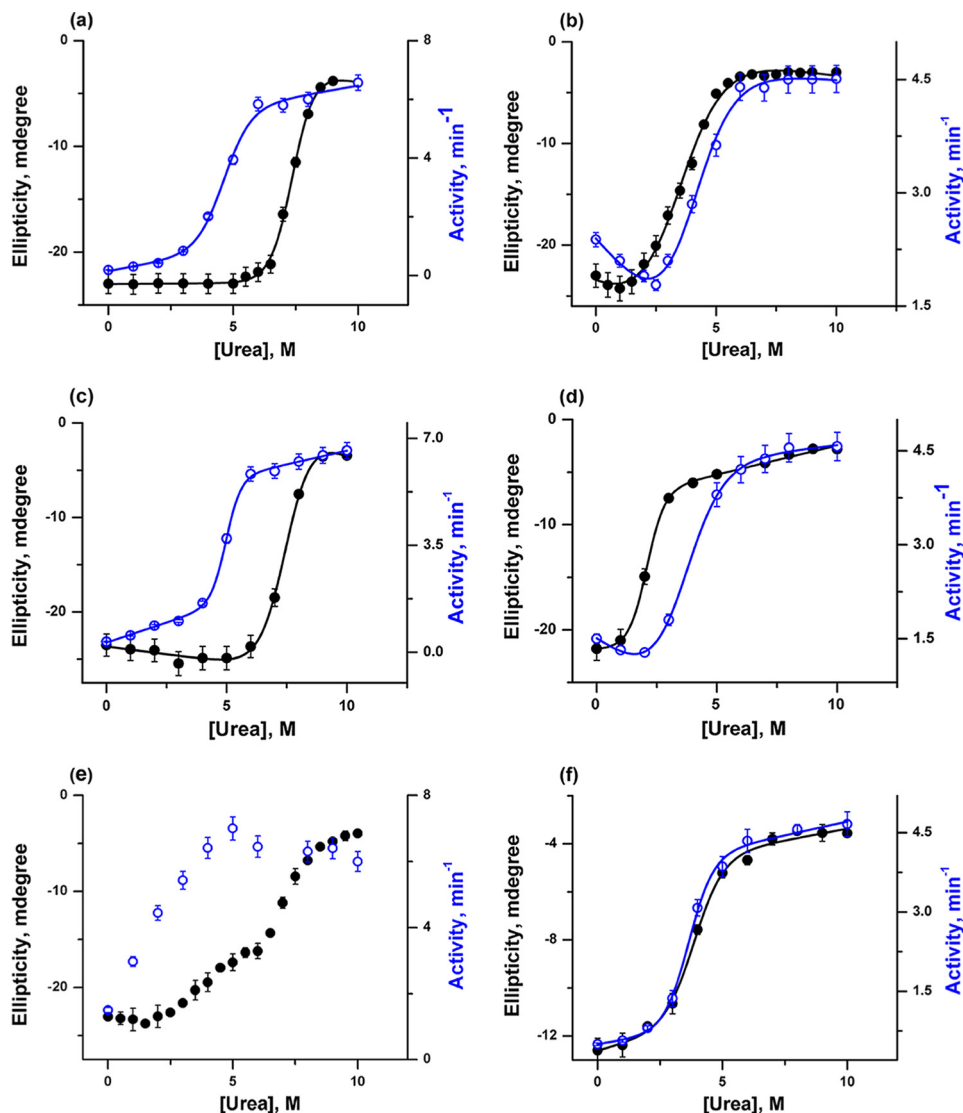 (a)
0
-10
-20
Ellipticity, mdegree
8
4
0
Activity, min-1
0
5
10
[Urea], M
(b)
0
-10
-20
Ellipticity, mdegree
4.5
3.0
1.5
Activity, min-1
0
5
10
[Urea], M
(c)
0
-10
-20
Ellipticity, mdegree
7.0
3.5
0.0
Activity, min-1
0
5
10
[Urea], M
(d)
0
-10
-20
Ellipticity, mdegree
4.5
3.0
1.5
Activity, min-1
0
5
10
[Urea], M
(e)
0
-10
-20
Ellipticity, mdegree
8
4
0
Activity, min-1
0
5
10
[Urea], M
(f)
-4
-8
-12
Ellipticity, mdegree
4.5
3.0
1.5
Activity, min-1
0
5
10
[Urea], M